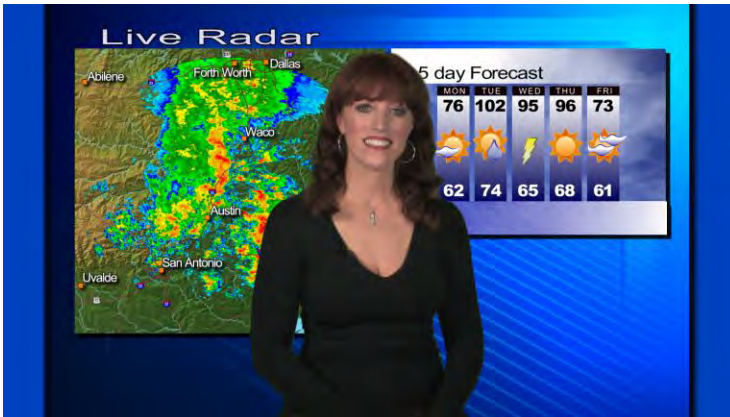 Live Radar
Abilene
Forth Worth
Dallas
Waco
Austin
San Antonio
Uvalde
5 day Forecast
MON TUE WED THU FRI
76 102 95 96 73
62 74 65 68 61